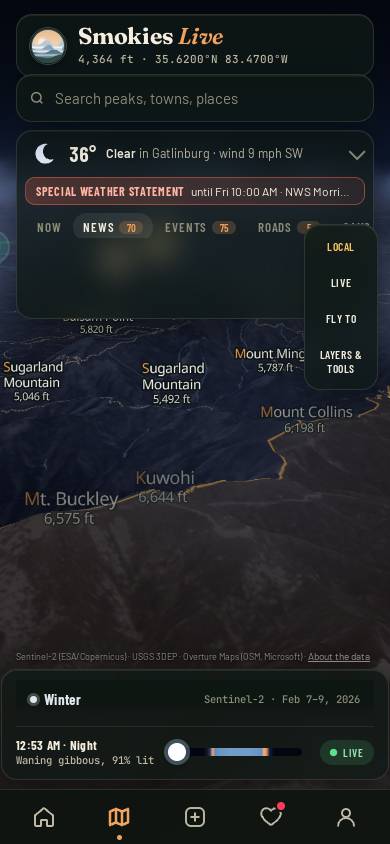 Smokies Live
4,364 ft · 35.6200°N 83.4700°W
Search peaks, towns, places
36° Clear in Gatlinburg · wind 9 mph SW
SPECIAL WEATHER STATEMENT until Fri 10:00 AM · NWS Morri...
NOW NEWS 70 EVENTS 75 ROADS
LOCAL
LIVE
FLY TO
LAYERS &
TOOLS
Point
5,820 ft
Sugarland
Mountain
5,046 ft
Sugarland
Mountain
5,492 ft
Mount Ming
5,787 ft
Mount Collins
6,198 ft
Kuwohi
6,644 ft
Mt. Buckley
6,575 ft
Sentinel-2 (ESA/Copernicus) · USGS 3DEP · Overture Maps (OSM, Microsoft) · About the data
Winter Sentinel-2 · Feb 7–9, 2026
12:53 AM · Night
Waning gibbous, 91% lit
LIVE